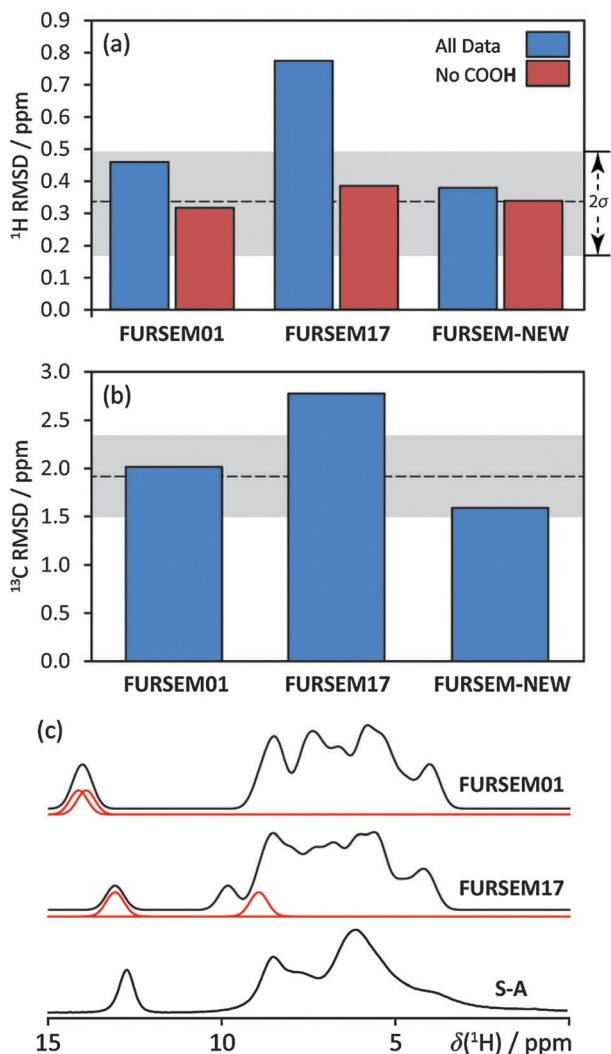 (a)
All Data
No COOH
0.9
0.8
0.7
0.6
0.5
0.4
0.3
0.2
0.1
0.0
¹H RMSD / ppm
2σ
FURSEM01 FURSEM17 FURSEM-NEW
(b)
3.0
2.5
2.0
1.5
1.0
0.5
0.0
¹³C RMSD / ppm
FURSEM01 FURSEM17 FURSEM-NEW
(c)
FURSEM01
FURSEM17
S-A
15 10 5 δ(¹H) / ppm